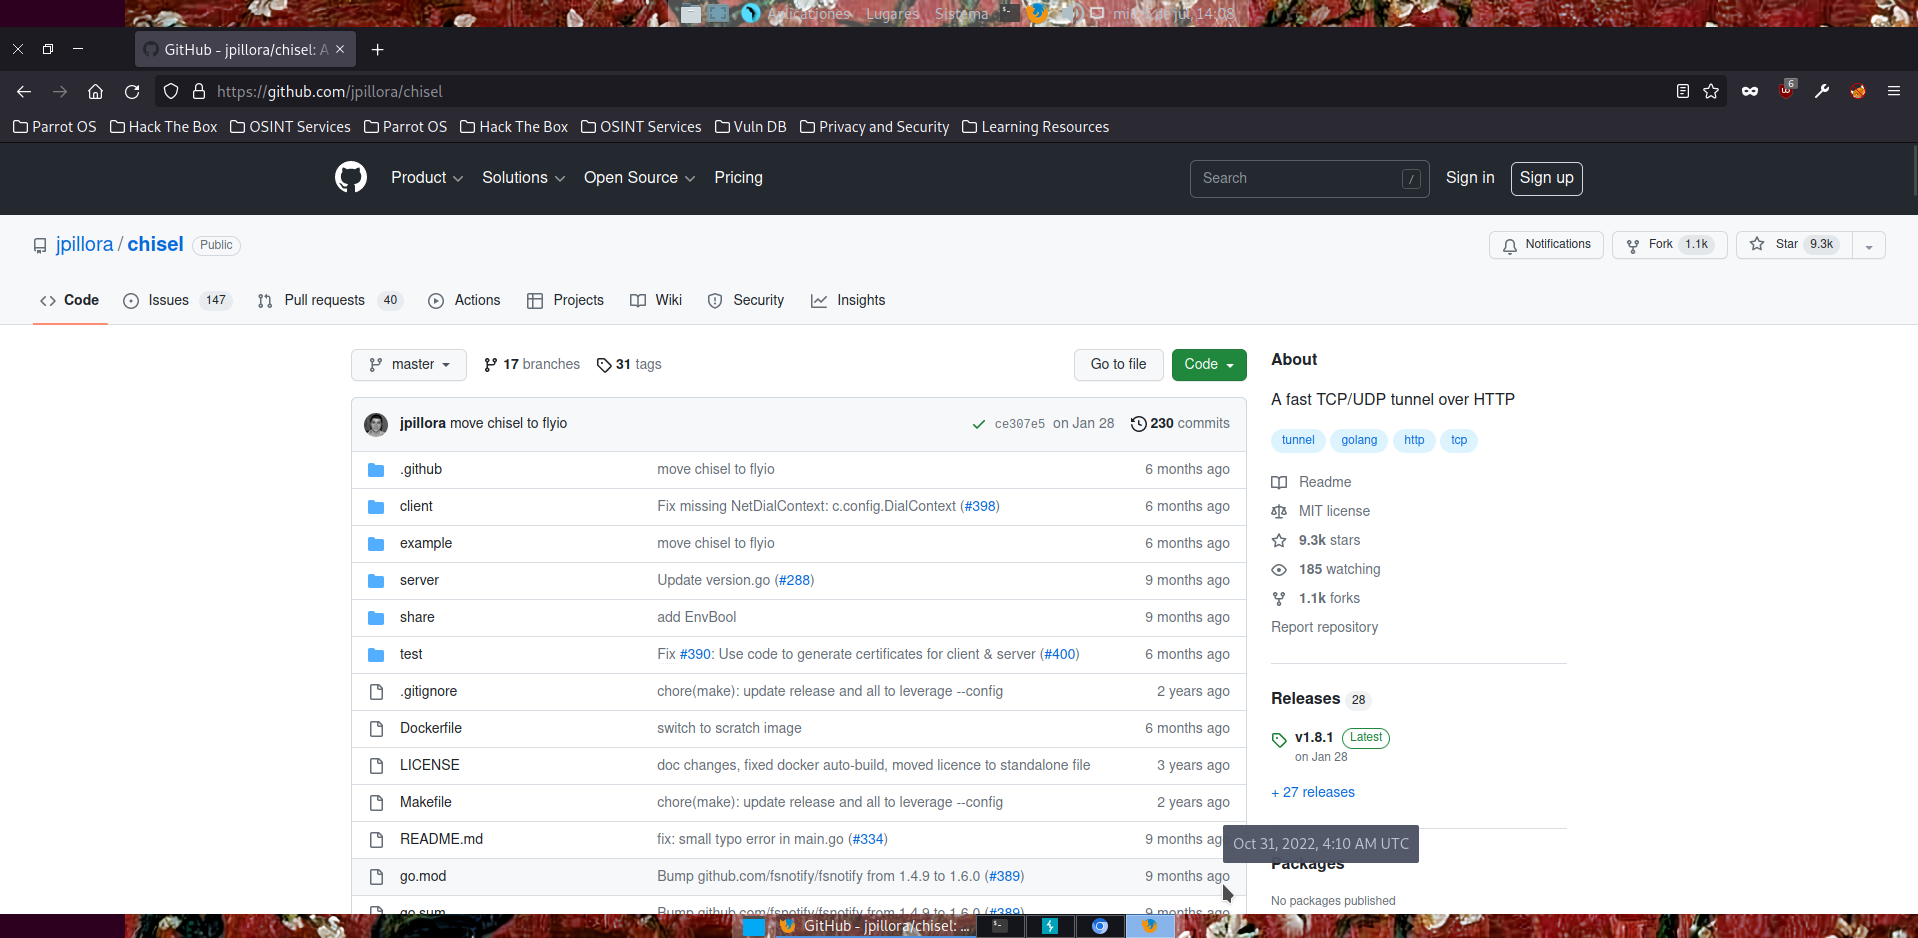 Aplicaciones Lugares Sistema
14:08
GitHub - jpillora/chisel: A
https://github.com/jpillora/chisel
6
Parrot OS Hack The Box OSINT Services Parrot OS Hack The Box OSINT Services Vuln DB Privacy and Security Learning Resources
Product Solutions Open Source Pricing Search / Sign in Sign up
jpillora / chisel Public Notifications Fork 1.1k Star 9.3k
Code Issues 147 Pull requests 40 Actions Projects Wiki Security Insights
master 17 branches 31 tags Go to file Code
jpillora move chisel to flyio ce307e5 on Jan 28 230 commits
.github move chisel to flyio 6 months ago
client Fix missing NetDialContext: c.config.DialContext (#398) 6 months ago
example move chisel to flyio 6 months ago
server Update version.go (#288) 9 months ago
share add EnvBool 9 months ago
test Fix #390: Use code to generate certificates for client & server (#400) 6 months ago
.gitignore chore(make): update release and all to leverage --config 2 years ago
Dockerfile switch to scratch image 6 months ago
LICENSE doc changes, fixed docker auto-build, moved licence to standalone file 3 years ago
Makefile chore(make): update release and all to leverage --config 2 years ago
README.md fix: small typo error in main.go (#334) 9 months ago
go.mod Bump github.com/fsnotify/fsnotify from 1.4.9 to 1.6.0 (#389) 9 months ago
go.sum Bump github.com/fsnotify/fsnotify from 1.4.9 to 1.6.0 (#389) 9 months ago
About
A fast TCP/UDP tunnel over HTTP
tunnel golang http tcp
Readme
MIT license
9.3k stars
185 watching
1.1k forks
Report repository
Releases 28
v1.8.1 Latest
on Jan 28
+ 27 releases
Oct 31, 2022, 4:10 AM UTC
Packages
No packages published
GitHub - jpillora/chisel: ...